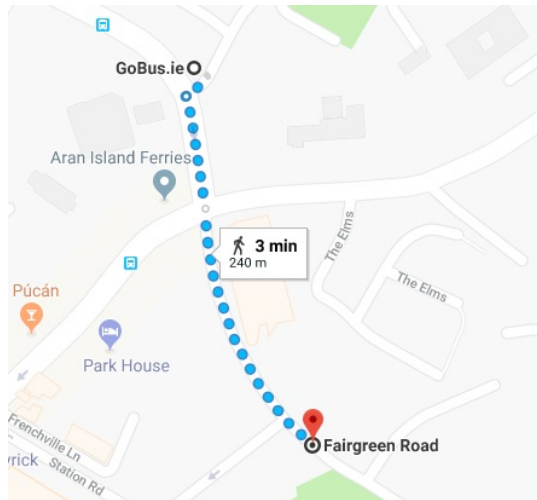 GoBus.ie
Aran Island Ferries
3 min
240 m
The Elms
The Elms
Púcán
Park House
Fairgreen Road
Frenchville Ln
yrick
Station Rd